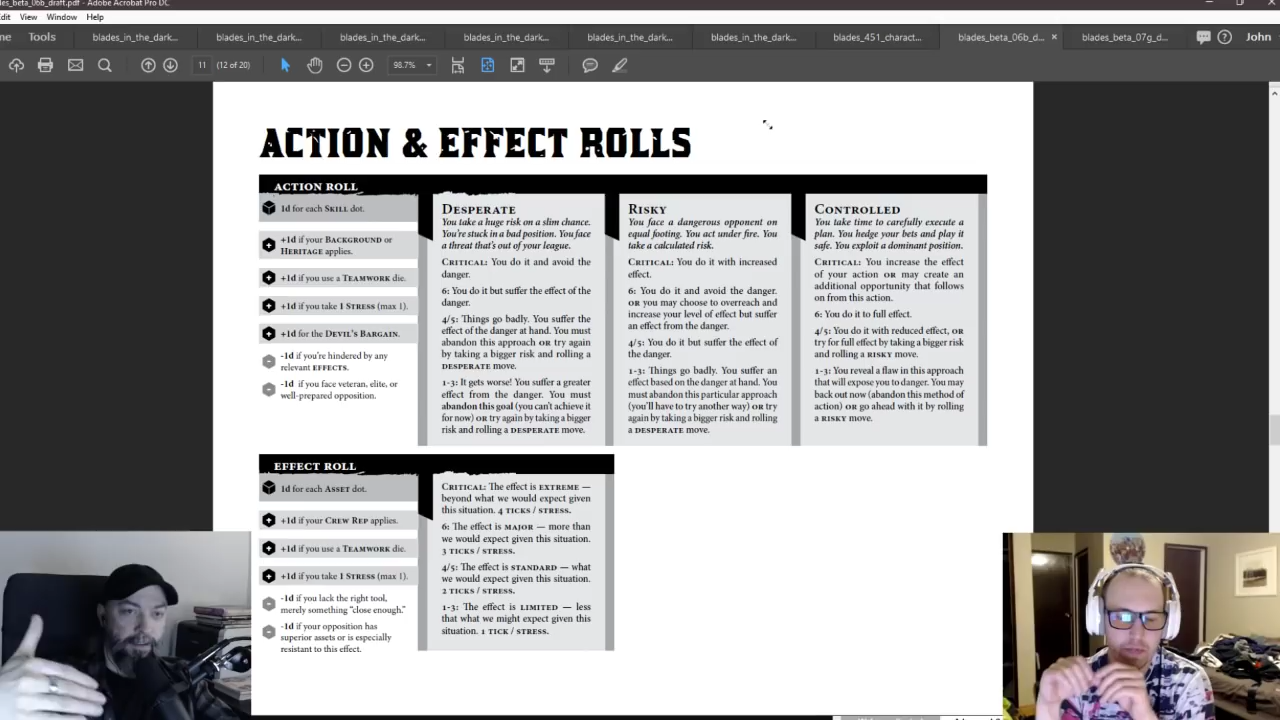 des_beta_06b_draft.pdf - Adobe Acrobat Pro DC
Edit View Window Help
ne Tools blades_in_the_dark... blades_in_the_dark... blades_in_the_dark... blades_in_the_dark... blades_in_the_dark... blades_in_the_dark... blades_451_charact... blades_beta_06b_d... × blades_beta_07g_d... John
11 (12 of 20) 98.7%
ACTION & EFFECT ROLLS
ACTION ROLL
1d for each SKILL dot.
+1d if your BACKGROUND or
HERITAGE applies.
+1d if you use a TEAMWORK die.
+1d if you take 1 STRESS (max 1).
+1d for the DEVIL'S BARGAIN.
-1d if you're hindered by any
relevant EFFECTS.
-1d if you face veteran, elite, or
well-prepared opposition.
DESPERATE
You take a huge risk on a slim chance.
You're stuck in a bad position. You face
a threat that's out of your league.
CRITICAL: You do it and avoid the
danger.
6: You do it but suffer the effect of the
danger.
4/5: Things go badly. You suffer the
effect of the danger at hand. You must
abandon this approach OR try again
by taking a bigger risk and rolling a
DESPERATE move.
1-3: It gets worse! You suffer a greater
effect from the danger. You must
abandon this goal (you can't achieve it
for now) OR try again by taking a bigger
risk and rolling a DESPERATE move.
RISKY
You face a dangerous opponent on
equal footing. You act under fire. You
take a calculated risk.
CRITICAL: You do it with increased
effect.
6: You do it and avoid the danger.
OR you may choose to overreach and
increase your level of effect but suffer
an effect from the danger.
4/5: You do it but suffer the effect of
the danger.
1-3: Things go badly. You suffer an
effect based on the danger at hand. You
must abandon this particular approach
(you'll have to try another way) OR try
again by taking a bigger risk and rolling
a DESPERATE move.
CONTROLLED
You take time to carefully execute a
plan. You hedge your bets and play it
safe. You exploit a dominant position.
CRITICAL: You increase the effect
of your action OR may create an
additional opportunity that follows
on from this action.
6: You do it to full effect.
4/5: You do it with reduced effect, OR
try for full effect by taking a bigger risk
and rolling a RISKY move.
1-3: You reveal a flaw in this approach
that will expose you to danger. You may
back out now (abandon this method of
action) OR go ahead with it by rolling
a RISKY move.
EFFECT ROLL
1d for each ASSET dot.
+1d if your CREW REP applies.
+1d if you use a TEAMWORK die.
+1d if you take 1 STRESS (max 1).
-1d if you lack the right tool,
merely something "close enough."
-1d if your opposition has
superior assets or is especially
resistant to this effect.
CRITICAL: The effect is EXTREME —
beyond what we would expect given
this situation. 4 TICKS / STRESS.
6: The effect is MAJOR — more than
we would expect given this situation.
3 TICKS / STRESS.
4/5: The effect is STANDARD — what
we would expect given this situation.
2 TICKS / STRESS.
1-3: The effect is LIMITED — less
that what we might expect given this
situation. 1 TICK / STRESS.